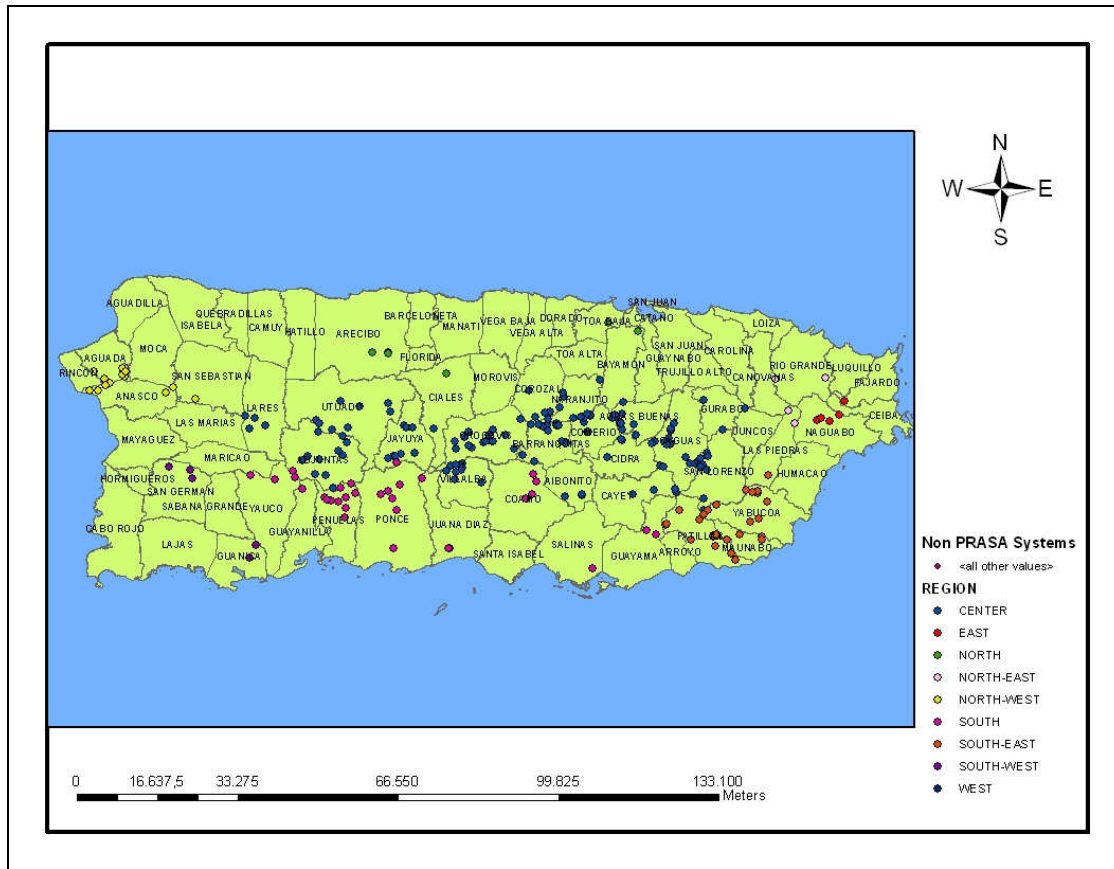 N
W E
S
SAN JUAN
AGUADILLA
QUEBRADILLAS
ISABELA
CAMUY
HATILLO
ARECIBO
BARCELONETA
MANATI
VEGA BAJA
DORADO
VEGA ALTA
TOA BAJA
CATAÑO
LOIZA
MOCA
AGUADA
RINCON
FLORIDA
TOA ALTA
BAYAMON
SAN JUAN
GUAYNABO
CAROLINA
TRUJILLO ALTO
CANOVANAS
RIO GRANDE
LUQUILLO
FAJARDO
SAN SEBASTIAN
ANASCO
MOROVIS
CIALES
COROZAL
NARANJITO
LARES
UTUADO
AGUAS BUENAS
GURABO
CEIBA
LAS MARIAS
MAYAGUEZ
JAYUYA
OROCOVIS
BARRANQUITAS
COMERIO
CAGUAS
JUNCOS
NAGUABO
LAS PIEDRAS
MARICAO
ADJUNTAS
CIDRA
SAN LORENZO
HUMACAO
HORMIGUEROS
SAN GERMAN
SABANA GRANDE
YAUCO
VILLALBA
AIBONITO
COAMO
CAYEY
YABUCOA
CABO ROJO
LAJAS
GUANICA
GUAYANILLA
PENUELAS
PONCE
JUANA DIAZ
SANTA ISABEL
SALINAS
GUAYAMA
ARROYO
PATILLAS
MAUNABO
Non PRASA Systems
<all other values>
REGION
CENTER
EAST
NORTH
NORTH-EAST
NORTH-WEST
SOUTH
SOUTH-EAST
SOUTH-WEST
WEST
0 16.637,5 33.275 66.550 99.825 133.100
Meters